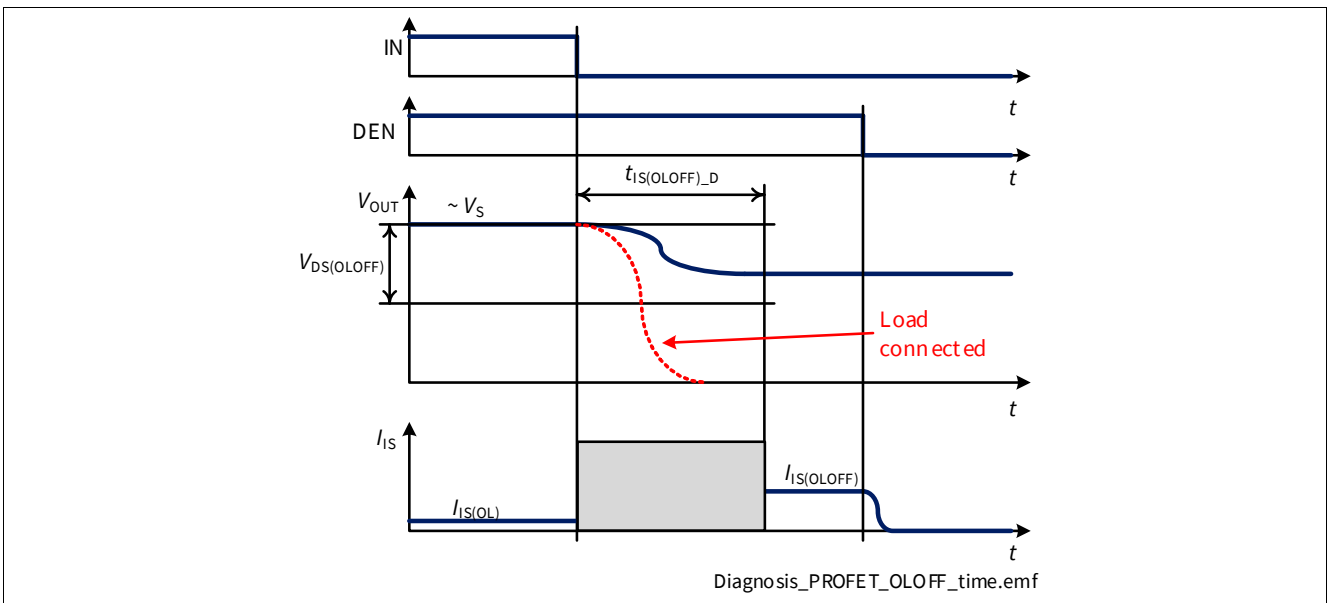 IN
t
DEN
t
tIS(OLOFF)_D
VOUT
~ VS
VDS(OLOFF)
Load
connected
t
IIS
IIS(OLOFF)
IIS(OL)
t
Diagnosis_PROFET_OLOFF_time.emf